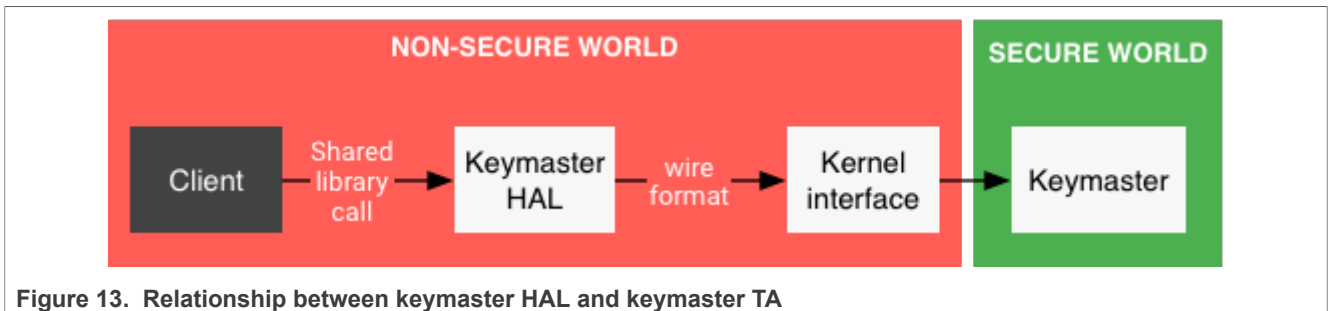 NON-SECURE WORLD
SECURE WORLD
Client
Shared
library
call
Keymaster
HAL
wire
format
Kernel
interface
Keymaster
Figure 13. Relationship between keymaster HAL and keymaster TA